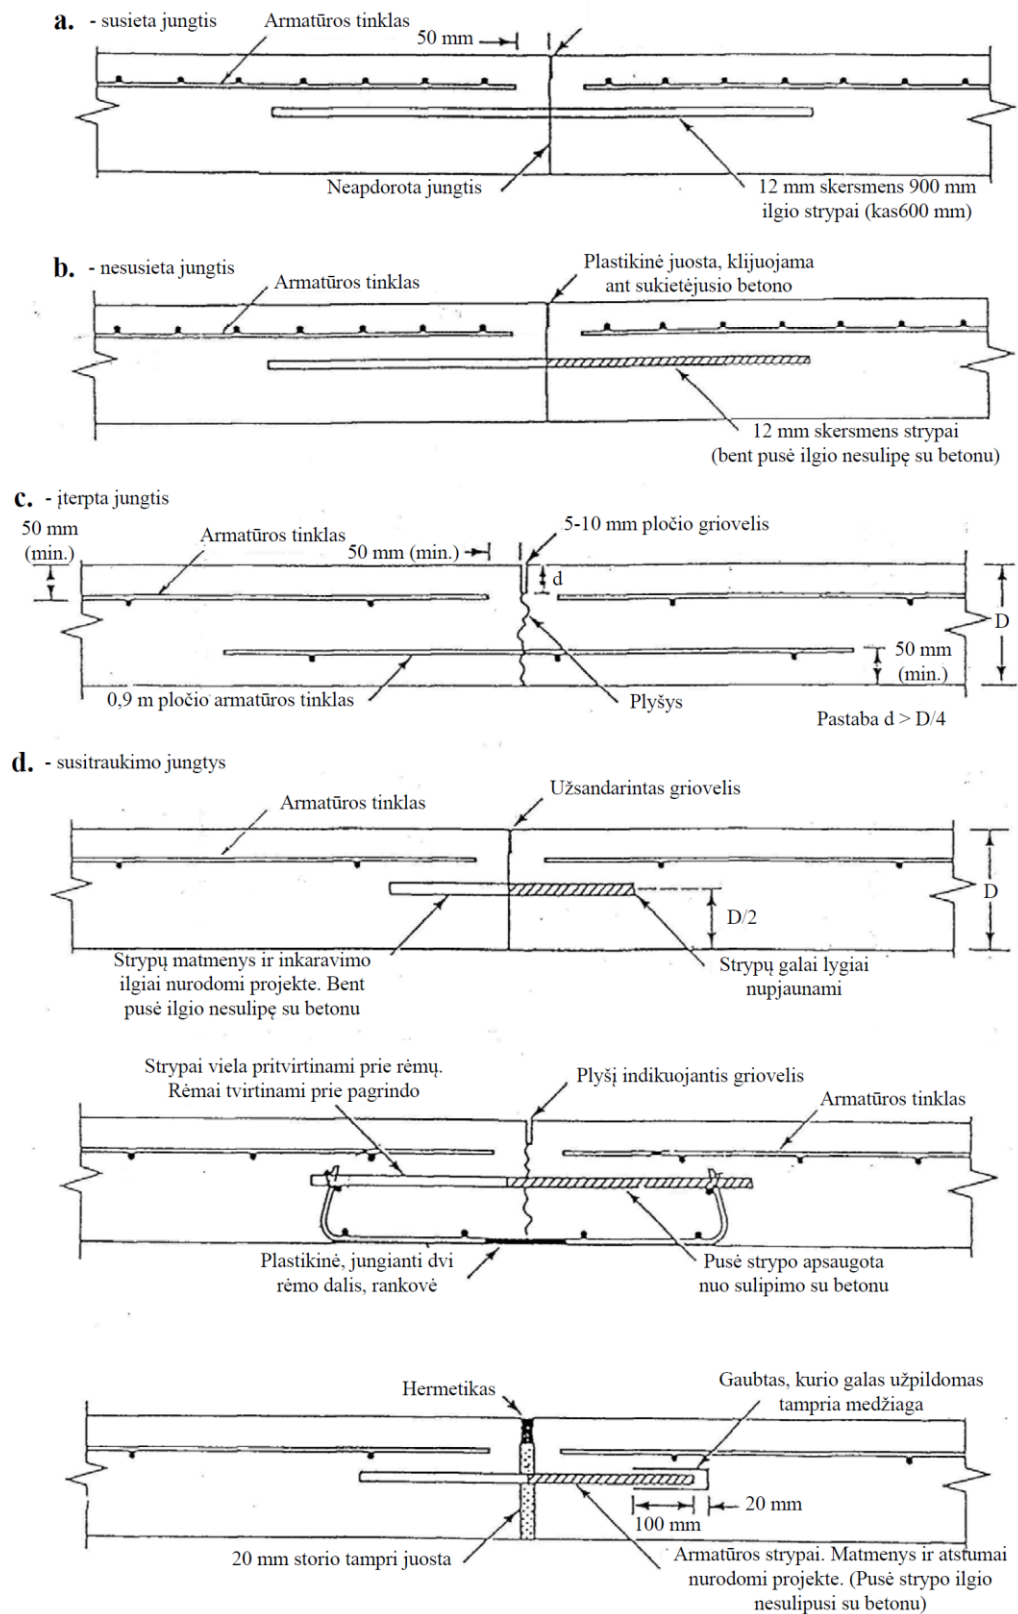 a. - susieta jungtis
Armatūros tinklas
50 mm
Neapdorota jungtis
12 mm skersmens 900 mm
ilgio strypai (kas600 mm)
b. - nesusieta jungtis
Armatūros tinklas
Plastikinė juosta, klijuojama
ant sukietėjusio betono
12 mm skersmens strypai
(bent pusė ilgio nesulipę su betonu)
c. - įterpta jungtis
50 mm
(min.)
Armatūros tinklas
50 mm (min.)
5-10 mm pločio griovelis
d
D
50 mm
(min.)
0,9 m pločio armatūros tinklas
Plyšys
Pastaba d > D/4
d. - susitraukimo jungtys
Armatūros tinklas
Užsandarintas griovelis
D
D/2
Strypų matmenys ir inkaravimo
ilgiai nurodomi projekte. Bent
pusė ilgio nesulipę su betonu
Strypų galai lygiai
nupjaunami
Strypai viela pritvirtinami prie rėmų.
Rėmai tvirtinami prie pagrindo
Plyšį indikuojantis griovelis
Armatūros tinklas
Plastikinė, jungianti dvi
rėmo dalis, rankovė
Pusė strypo apsaugota
nuo sulipimo su betonu
Hermetikas
Gaubtas, kurio galas užpildomas
tampria medžiaga
20 mm
100 mm
20 mm storio tampri juosta
Armatūros strypai. Matmenys ir atstumai
nurodomi projekte. (Pusė strypo ilgio
nesulipusi su betonu)